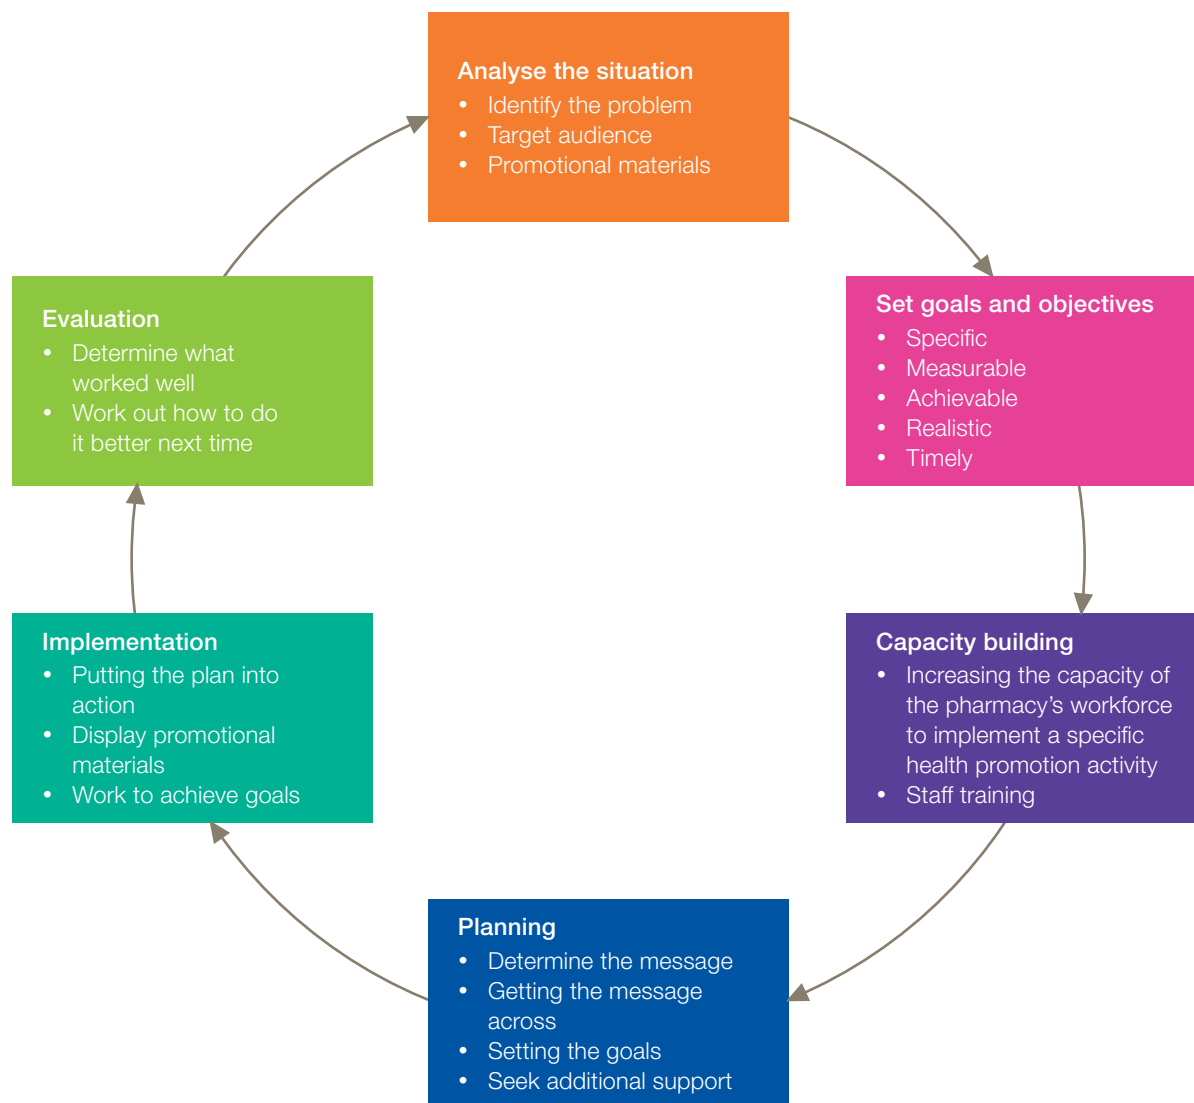 Analyse the situation
• Identify the problem
• Target audience
• Promotional materials
Set goals and objectives
• Specific
• Measurable
• Achievable
• Realistic
• Timely
Capacity building
• Increasing the capacity of
the pharmacy's workforce
to implement a specific
health promotion activity
• Staff training
Planning
• Determine the message
• Getting the message
across
• Setting the goals
• Seek additional support
Implementation
• Putting the plan into
action
• Display promotional
materials
• Work to achieve goals
Evaluation
• Determine what
worked well
• Work out how to do
it better next time